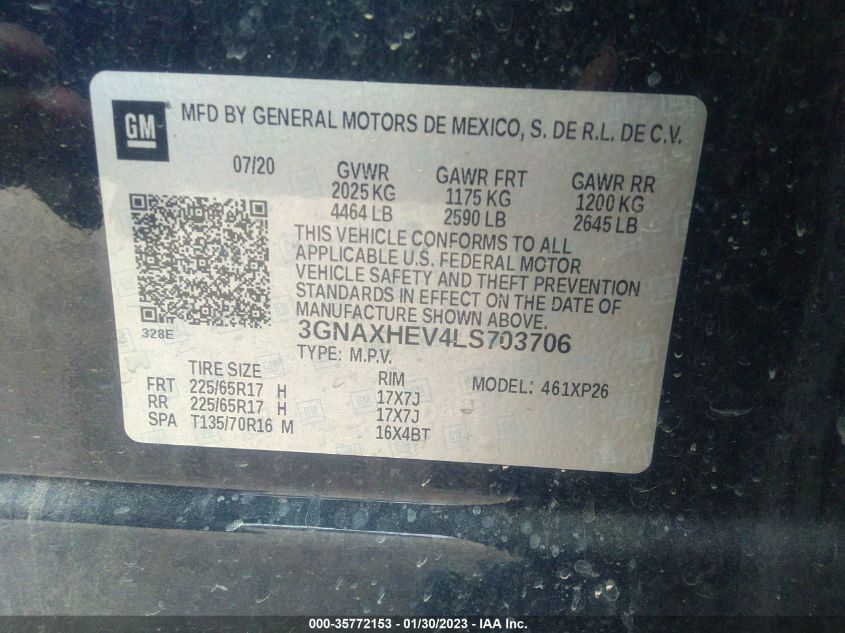 GM
MFD BY GENERAL MOTORS DE MEXICO, S. DE R.L. DE C.V.
07/20 GVWR GAWR FRT GAWR RR
2025 KG 1175 KG 1200 KG
4464 LB 2590 LB 2645 LB
THIS VEHICLE CONFORMS TO ALL
APPLICABLE U.S. FEDERAL MOTOR
VEHICLE SAFETY AND THEFT PREVENTION
STANDARDS IN EFFECT ON THE DATE OF
MANUFACTURE SHOWN ABOVE.
328E
3GNAXHEV4LS703706
TYPE: M.P.V.
TIRE SIZE RIM MODEL: 461XP26
FRT 225/65R17 H 17X7J
RR 225/65R17 H 17X7J
SPA T135/70R16 M 16X4BT
000-35772153 - 01/30/2023 - IAA Inc.